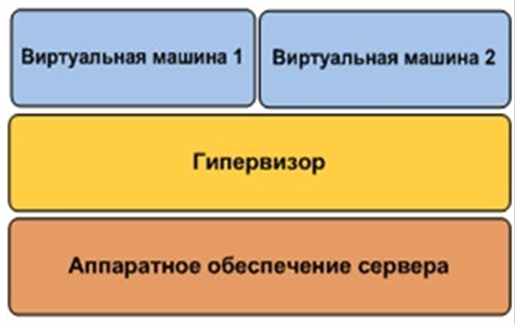 Виртуальная машина 1
Виртуальная машина 2
Гипервизор
Аппаратное обеспечение сервера